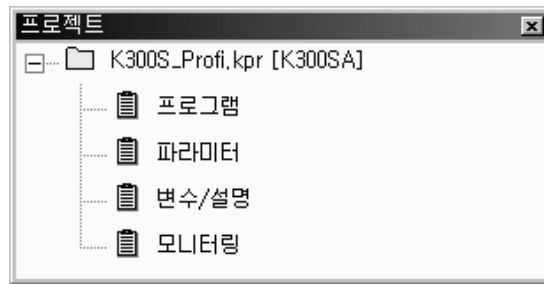 프로젝트
K300S_Profi.kpr [K300SA]
프로그램
파라미터
변수/설명
모니터링